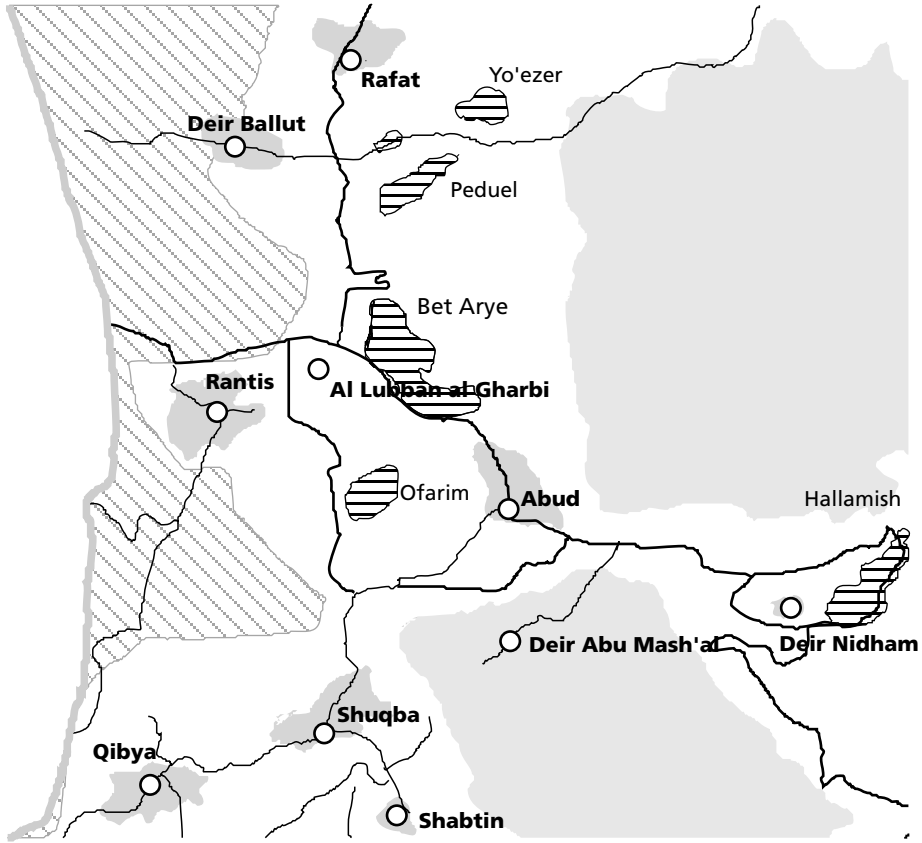 Rafat
Yo'ezer
Deir Ballut
Peduel
Bet Arye
Rantis
Al Lubban al Gharbi
Ofarim
Abud
Hallamish
Deir Abu Mash'al
Deir Nidham
Shuqba
Qibya
Shabtin